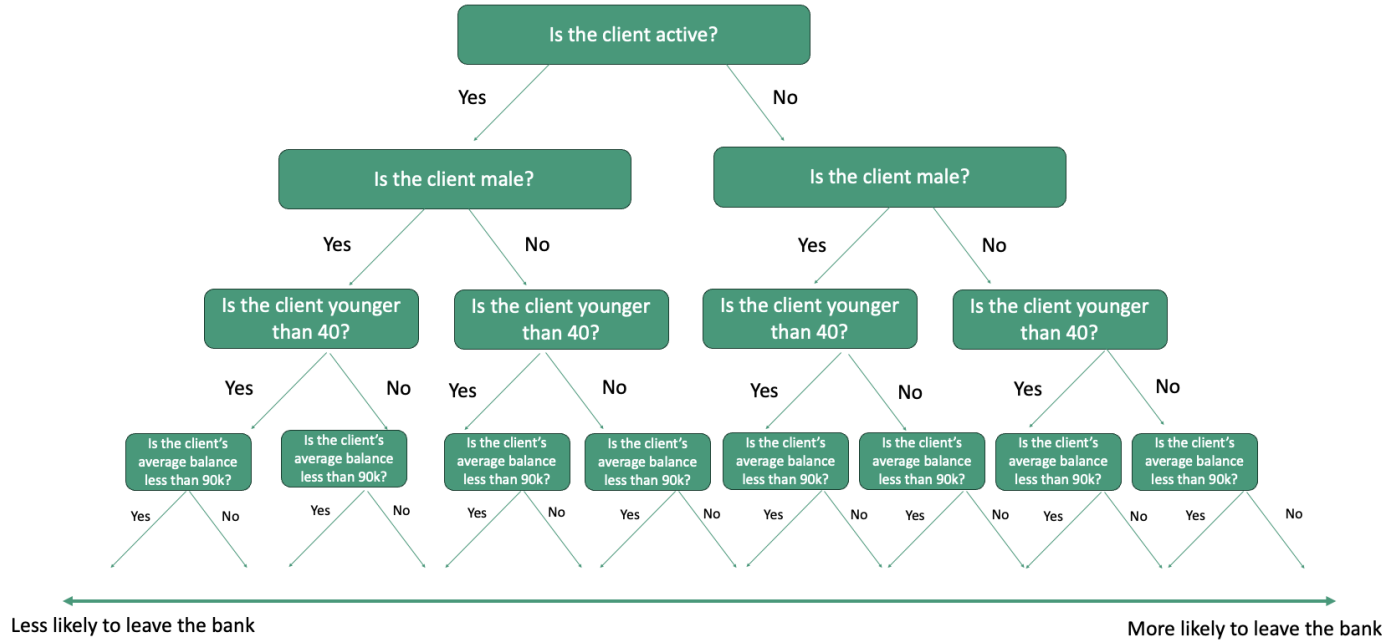 Is the client active?
Yes
No
Is the client male?
Is the client male?
Yes
No
Yes
No
Is the client younger
than 40?
Is the client younger
than 40?
Is the client younger
than 40?
Is the client younger
than 40?
Yes
No
Yes
No
Yes
No
Yes
No
Is the client's
average balance
less than 90k?
Is the client's
average balance
less than 90k?
Is the client's
average balance
less than 90k?
Is the client's
average balance
less than 90k?
Is the client's
average balance
less than 90k?
Is the client's
average balance
less than 90k?
Is the client's
average balance
less than 90k?
Is the client's
average balance
less than 90k?
Yes
No
Yes
No
Yes
No
Yes
No
Yes
No
Yes
No
Yes
No
Yes
No
Less likely to leave the bank
More likely to leave the bank